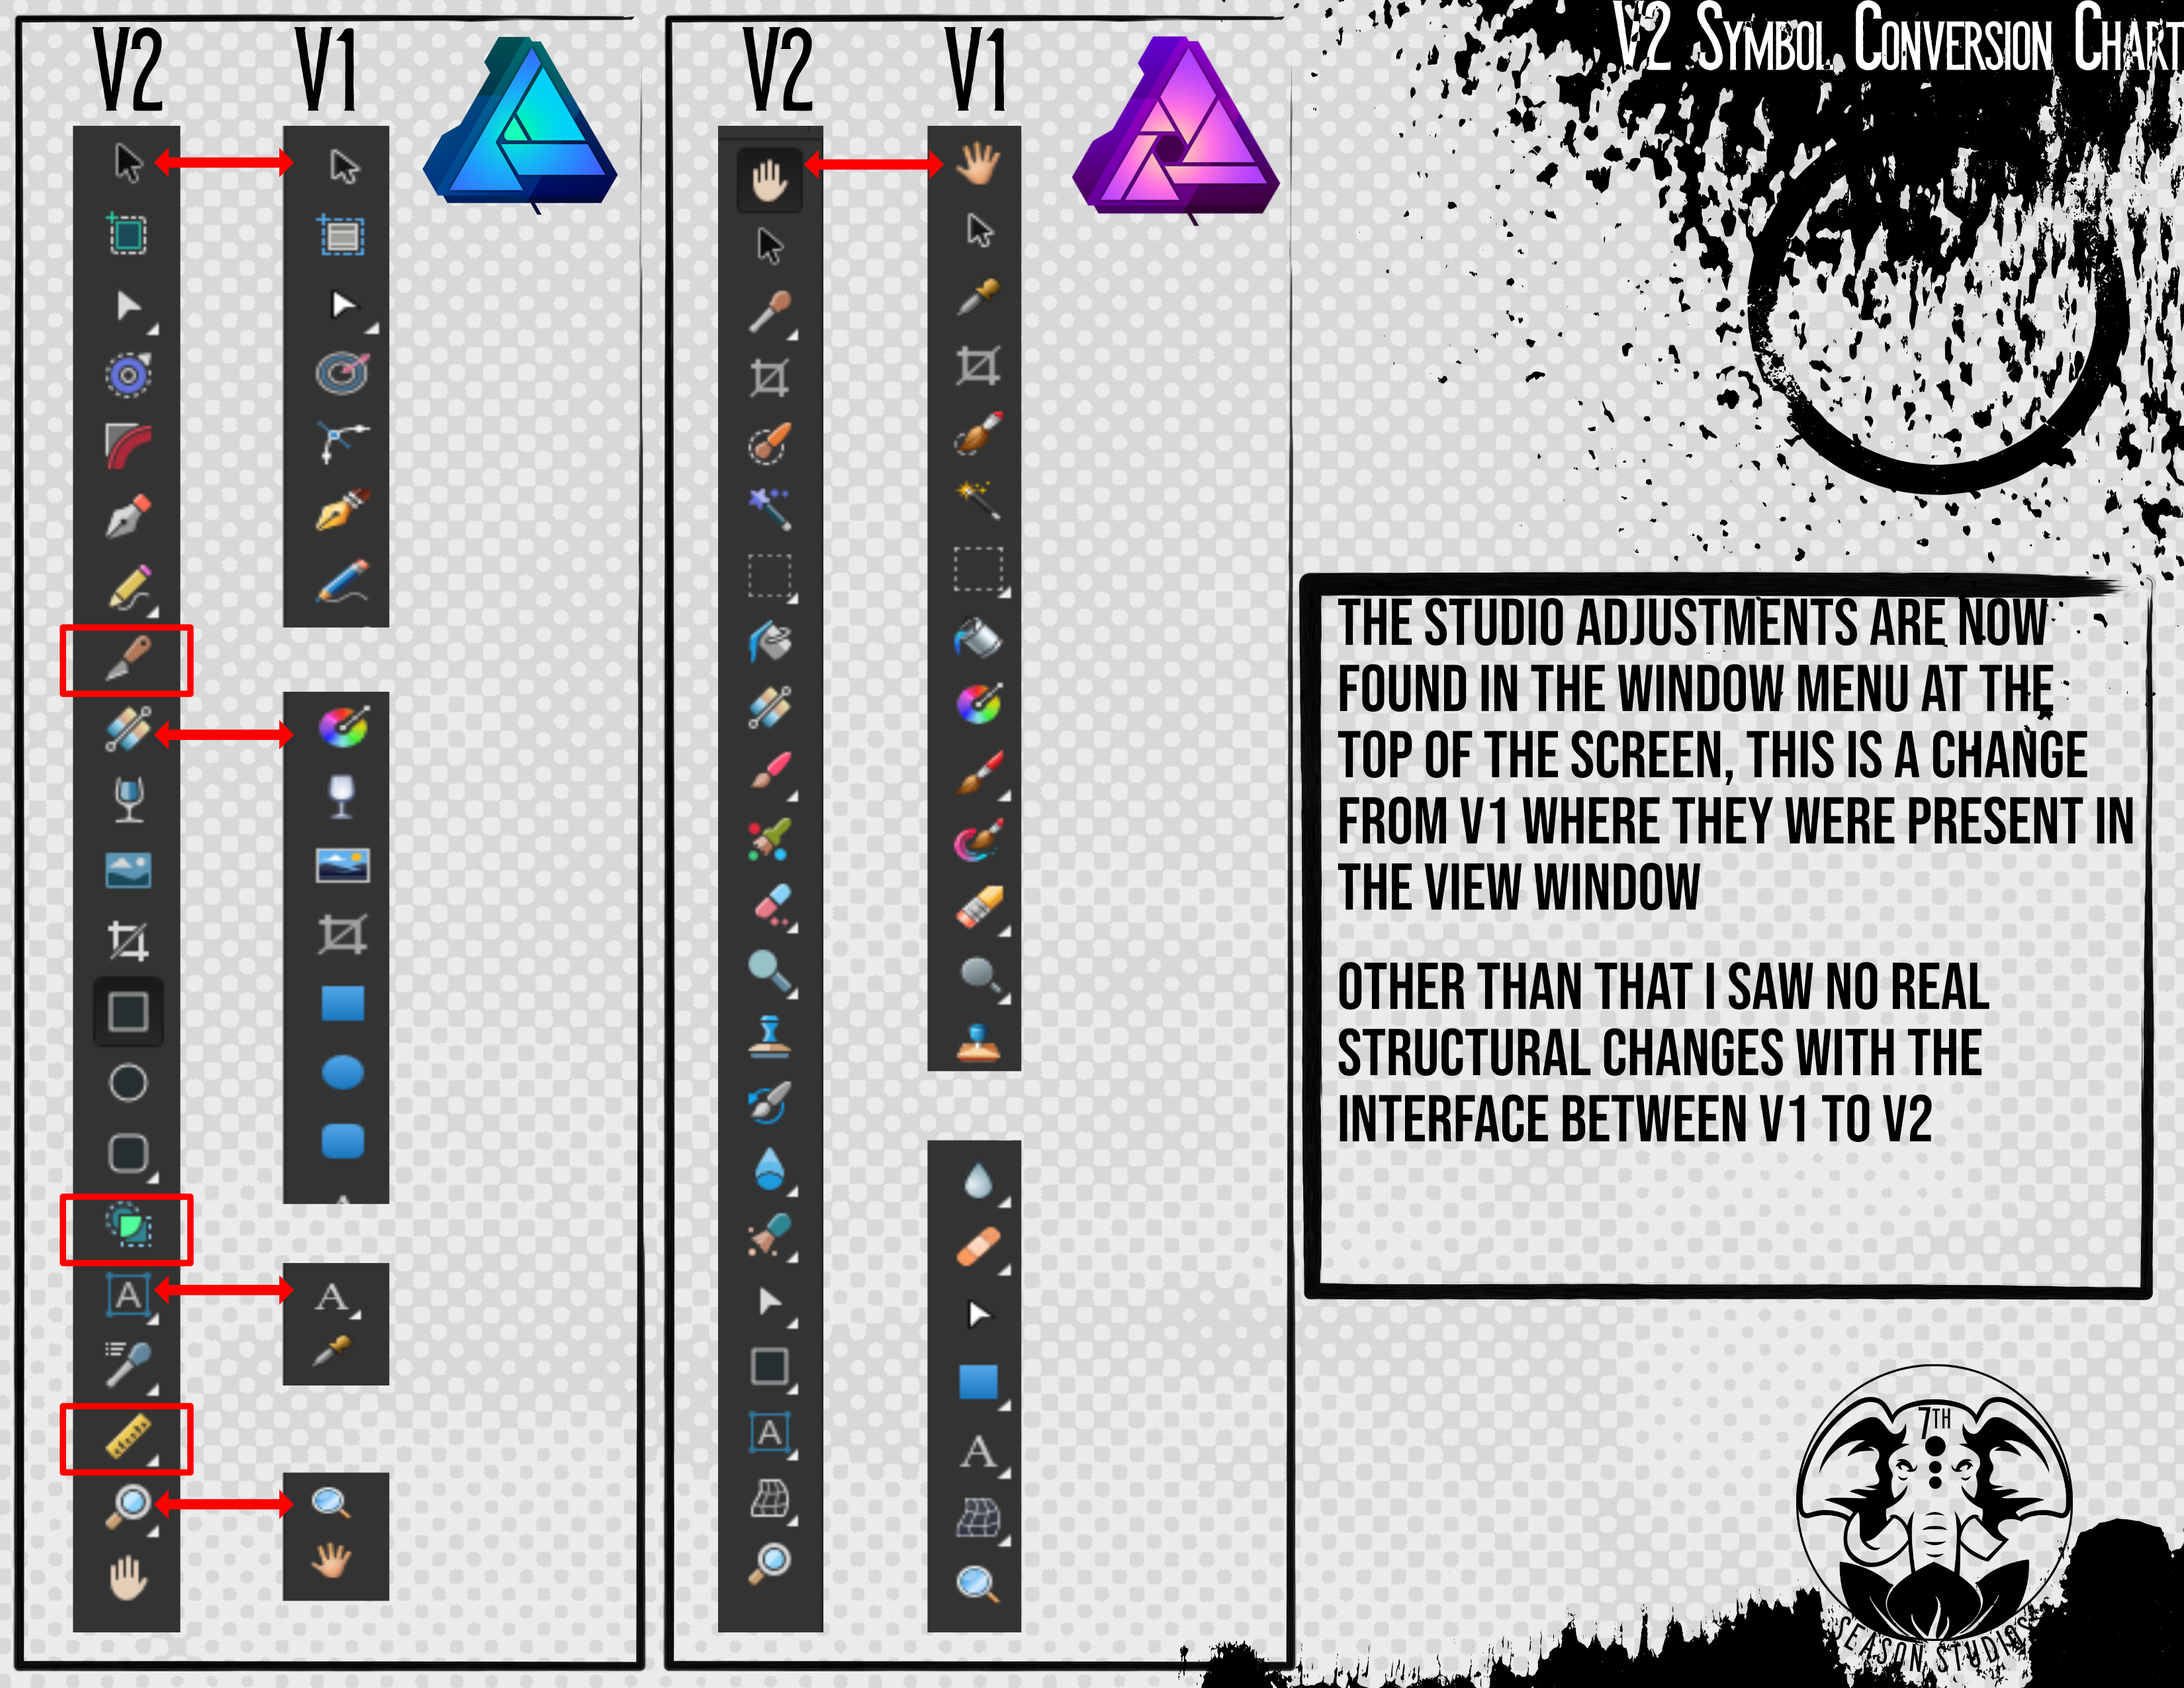 V2 Symbol Conversion Chart
V2 V1
V2 V1
THE STUDIO ADJUSTMENTS ARE NOW
FOUND IN THE WINDOW MENU AT THE
TOP OF THE SCREEN, THIS IS A CHANGE
FROM V1 WHERE THEY WERE PRESENT IN
THE VIEW WINDOW
OTHER THAN THAT I SAW NO REAL
STRUCTURAL CHANGES WITH THE
INTERFACE BETWEEN V1 TO V2
A
A
A
A
7TH
SEASON STUDIOS